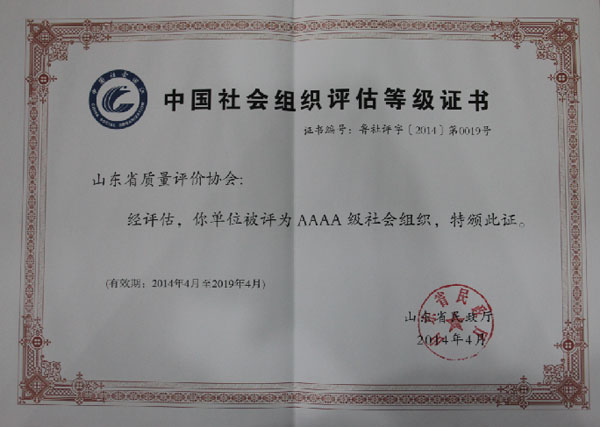 中国社会组织评估等级证书
证书编号：鲁社评字〔2014〕第0019号
山东省质量评价协会：
经评估，你单位被评为 AAAA 级社会组织，特颁此证。
(有效期：2014年4月至2019年4月)
山东省民政厅
2014年4月